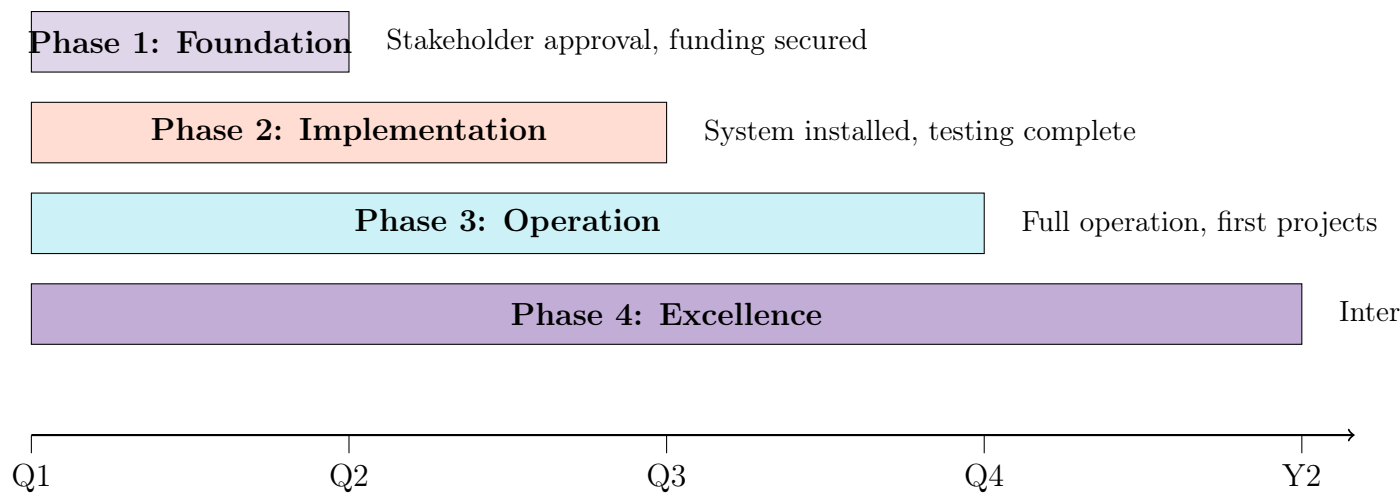 Phase 1: Foundation Stakeholder approval, funding secured
Phase 2: Implementation System installed, testing complete
Phase 3: Operation Full operation, first projects
Phase 4: Excellence
Q1 Q2 Q3 Q4 Y2